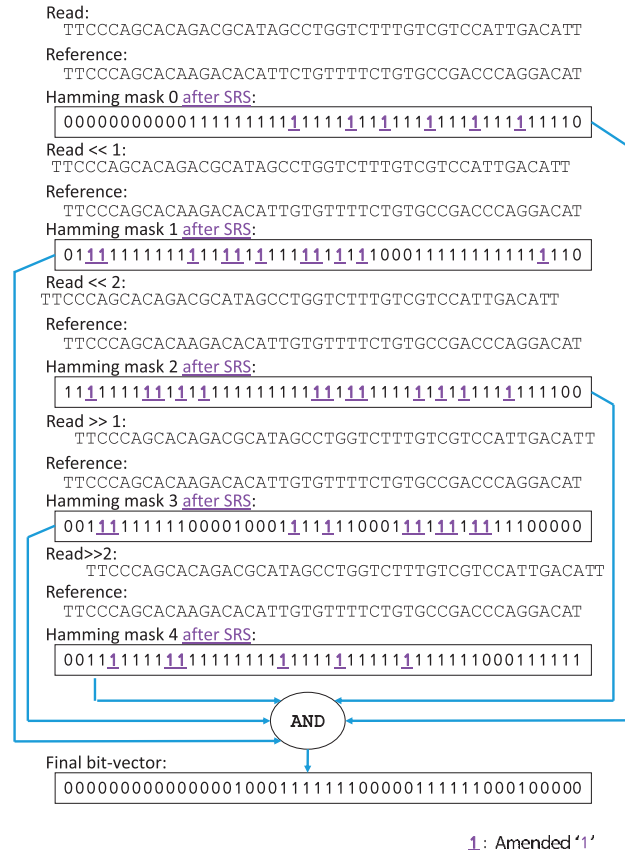 Read:
TTCCCAGCACAGACGCATAGCCTGGTCTTTGTCGTCCATTGACATT
Reference:
TTCCCAGCACAAGACACATTCTGTTTTCTGTGCCGACCCAGGACAT
Hamming mask 0 after SRS:
0000000000011111111111111111111111111111111110
Read << 1:
TTCCCAGCACAGACGCATAGCCTGGTCTTTGTCGTCCATTGACATT
Reference:
TTCCCAGCACAAGACACATTGTGTTTTCTGTGCCGACCCAGGACAT
Hamming mask 1 after SRS:
0111111111111111111111111111000111111111111110
Read << 2:
TTCCCAGCACAGACGCATAGCCTGGTCTTTGTCGTCCATTGACATT
Reference:
TTCCCAGCACAAGACACATTGTGTTTTCTGTGCCGACCCAGGACAT
Hamming mask 2 after SRS:
1111111111111111111111111111111111111111111100
Read >> 1:
TTCCCAGCACAGACGCATAGCCTGGTCTTTGTCGTCCATTGACATT
Reference:
TTCCCAGCACAAGACACATTGTGTTTTCTGTGCCGACCCAGGACAT
Hamming mask 3 after SRS:
0011111111100001000111111100011111111111100000
Read>>2:
TTCCCAGCACAGACGCATAGCCTGGTCTTTGTCGTCCATTGACATT
Reference:
TTCCCAGCACAAGACACATTGTGTTTTCTGTGCCGACCCAGGACAT
Hamming mask 4 after SRS:
0011111111111111111111111111111111111000111111
AND
Final bit-vector:
0000000000000001000111111100000111111000100000
1 : Amended '1'